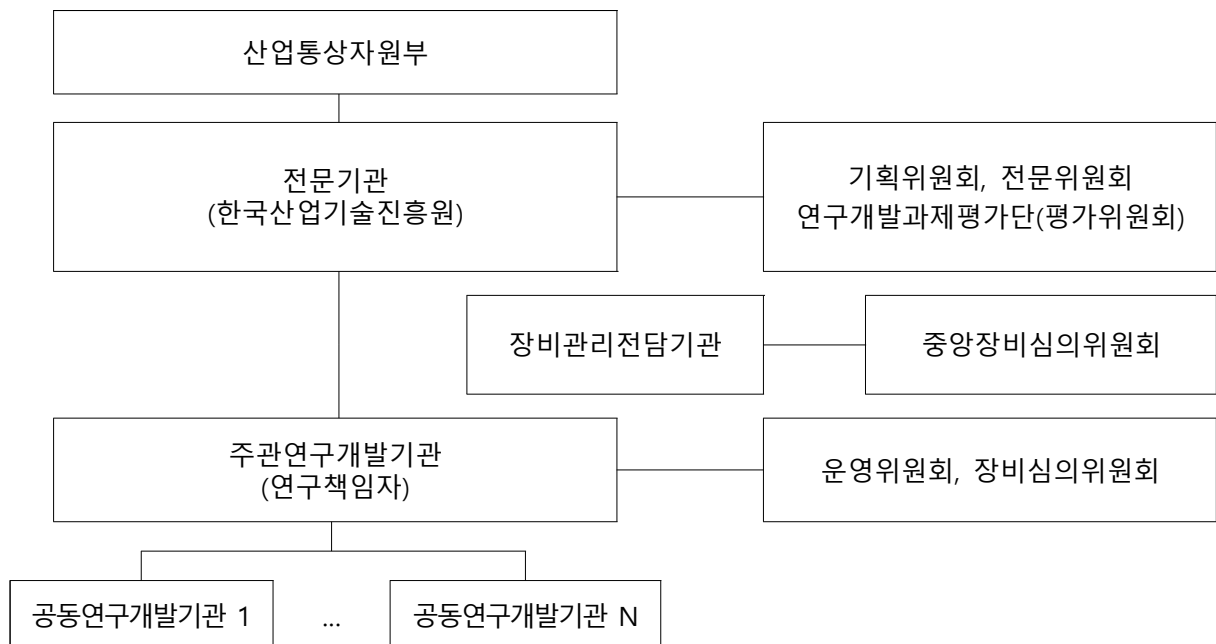 산업통상자원부
전문기관
(한국산업기술진흥원)
기획위원회, 전문위원회
연구개발과제평가단(평가위원회)
장비관리전담기관
중앙장비심의위원회
주관연구개발기관
(연구책임자)
운영위원회, 장비심의위원회
공동연구개발기관 1
...
공동연구개발기관 N